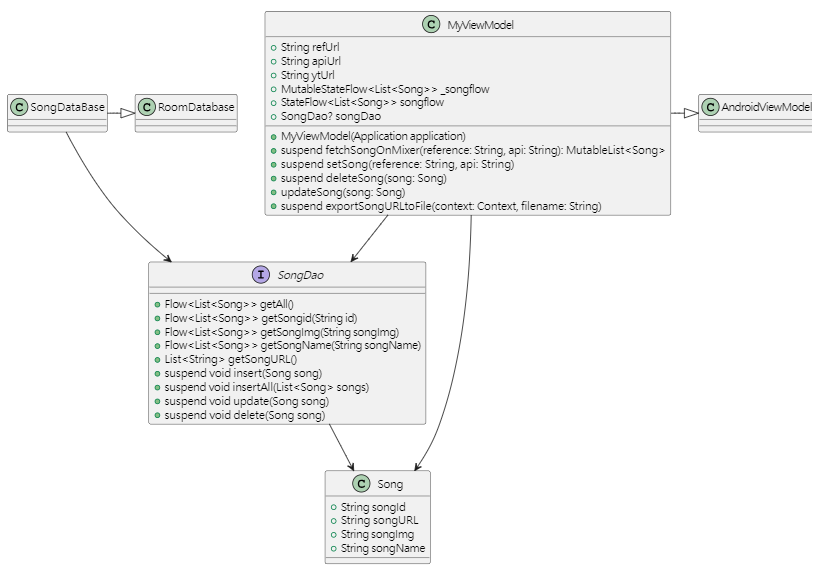 C MyViewModel
String refUrl
String apiUrl
String ytUrl
MutableStateFlow<List<Song>> _songflow
StateFlow<List<Song>> songflow
SongDao? songDao
MyViewModel(Application application)
suspend fetchSongOnMixer(reference: String, api: String): MutableList<Song>
suspend setSong(reference: String, api: String)
suspend deleteSong(song: Song)
updateSong(song: Song)
suspend exportSongURLtoFile(context: Context, filename: String)
C SongDataBase
C RoomDatabase
C AndroidViewModel
I SongDao
Flow<List<Song>> getAll()
Flow<List<Song>> getSongid(String id)
Flow<List<Song>> getSongImg(String songImg)
Flow<List<Song>> getSongName(String songName)
List<String> getSongURL()
suspend void insert(Song song)
suspend void insertAll(List<Song> songs)
suspend void update(Song song)
suspend void delete(Song song)
C Song
String songId
String songURL
String songImg
String songName